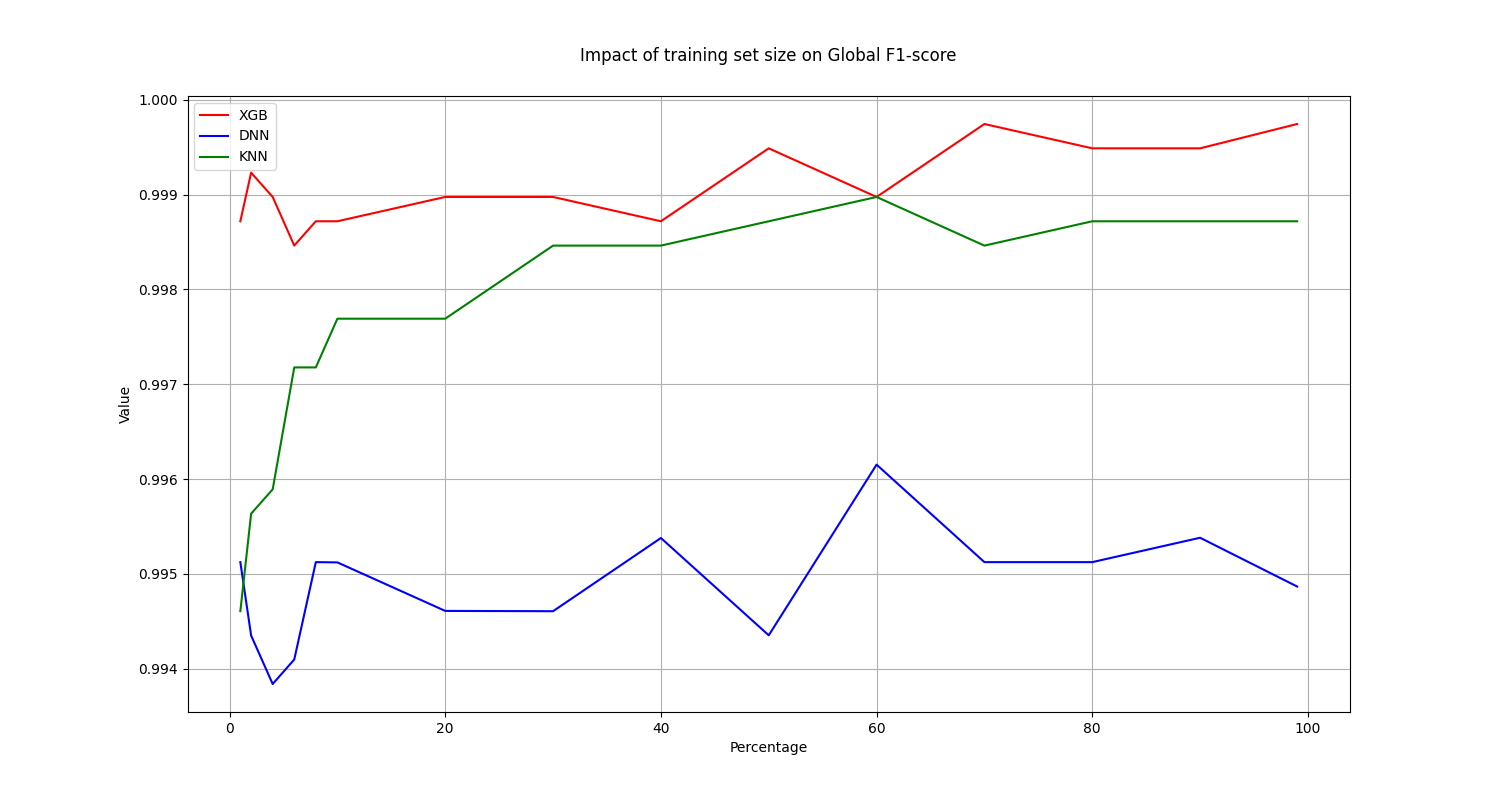 Impact of training set size on Global F1-score
XGB
DNN
KNN
1.000
0.999
0.998
0.997
0.996
0.995
0.994
Value
0
20
40
60
80
100
Percentage